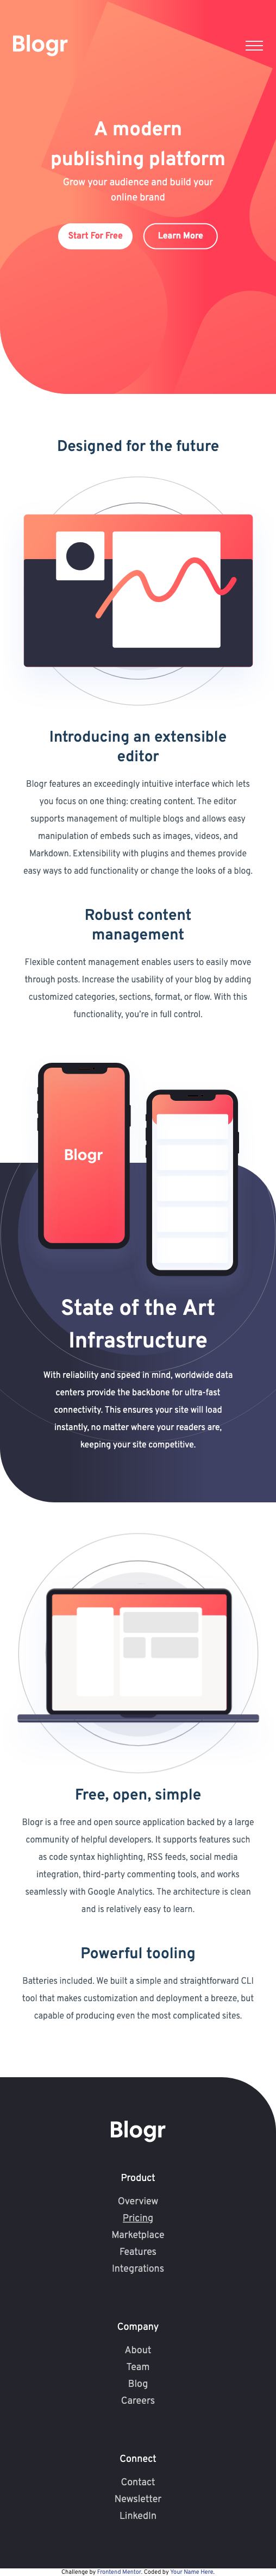 Blogr
A modern
publishing platform
Grow your audience and build your
online brand
Start For Free
Learn More
Designed for the future
Introducing an extensible
editor
Blogr features an exceedingly intuitive interface which lets
you focus on one thing: creating content. The editor
supports management of multiple blogs and allows easy
manipulation of embeds such as images, videos, and
Markdown. Extensibility with plugins and themes provide
easy ways to add functionality or change the looks of a blog.
Robust content
management
Flexible content management enables users to easily move
through posts. Increase the usability of your blog by adding
customized categories, sections, format, or flow. With this
functionality, you’re in full control.
Blogr
State of the Art
Infrastructure
With reliability and speed in mind, worldwide data
centers provide the backbone for ultra-fast
connectivity. This ensures your site will load
instantly, no matter where your readers are,
keeping your site competitive.
Free, open, simple
Blogr is a free and open source application backed by a large
community of helpful developers. It supports features such
as code syntax highlighting, RSS feeds, social media
integration, third-party commenting tools, and works
seamlessly with Google Analytics. The architecture is clean
and is relatively easy to learn.
Powerful tooling
Batteries included. We built a simple and straightforward CLI
tool that makes customization and deployment a breeze, but
capable of producing even the most complicated sites.
Blogr
Product
Overview
Pricing
Marketplace
Features
Integrations
Company
About
Team
Blog
Careers
Connect
Contact
Newsletter
LinkedIn
Challenge by Frontend Mentor. Coded by Your Name Here.